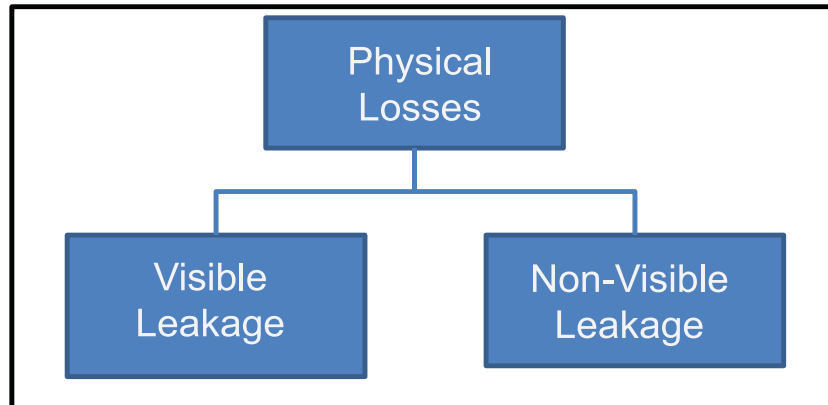 Physical
Losses
Visible
Leakage
Non-Visible
Leakage